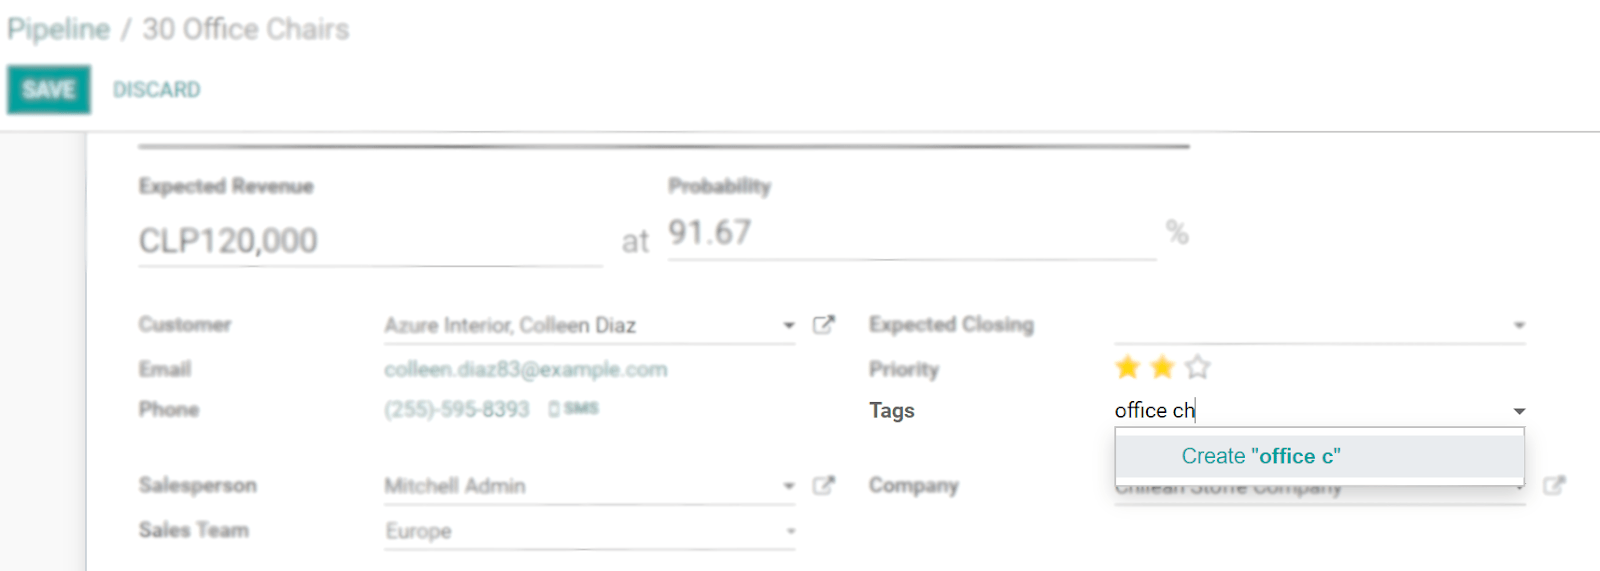 Pipeline / 30 Office Chairs
SAVE DISCARD
Expected Revenue Probability
CLP120,000 at 91.67 %
Customer Azure Interior, Colleen Diaz Expected Closing
Email colleen.diaz83@example.com Priority
Phone (255)-595-8393 SMS Tags office ch
Create "office c"
Salesperson Mitchell Admin Company Chilean Stoffe Company
Sales Team Europe